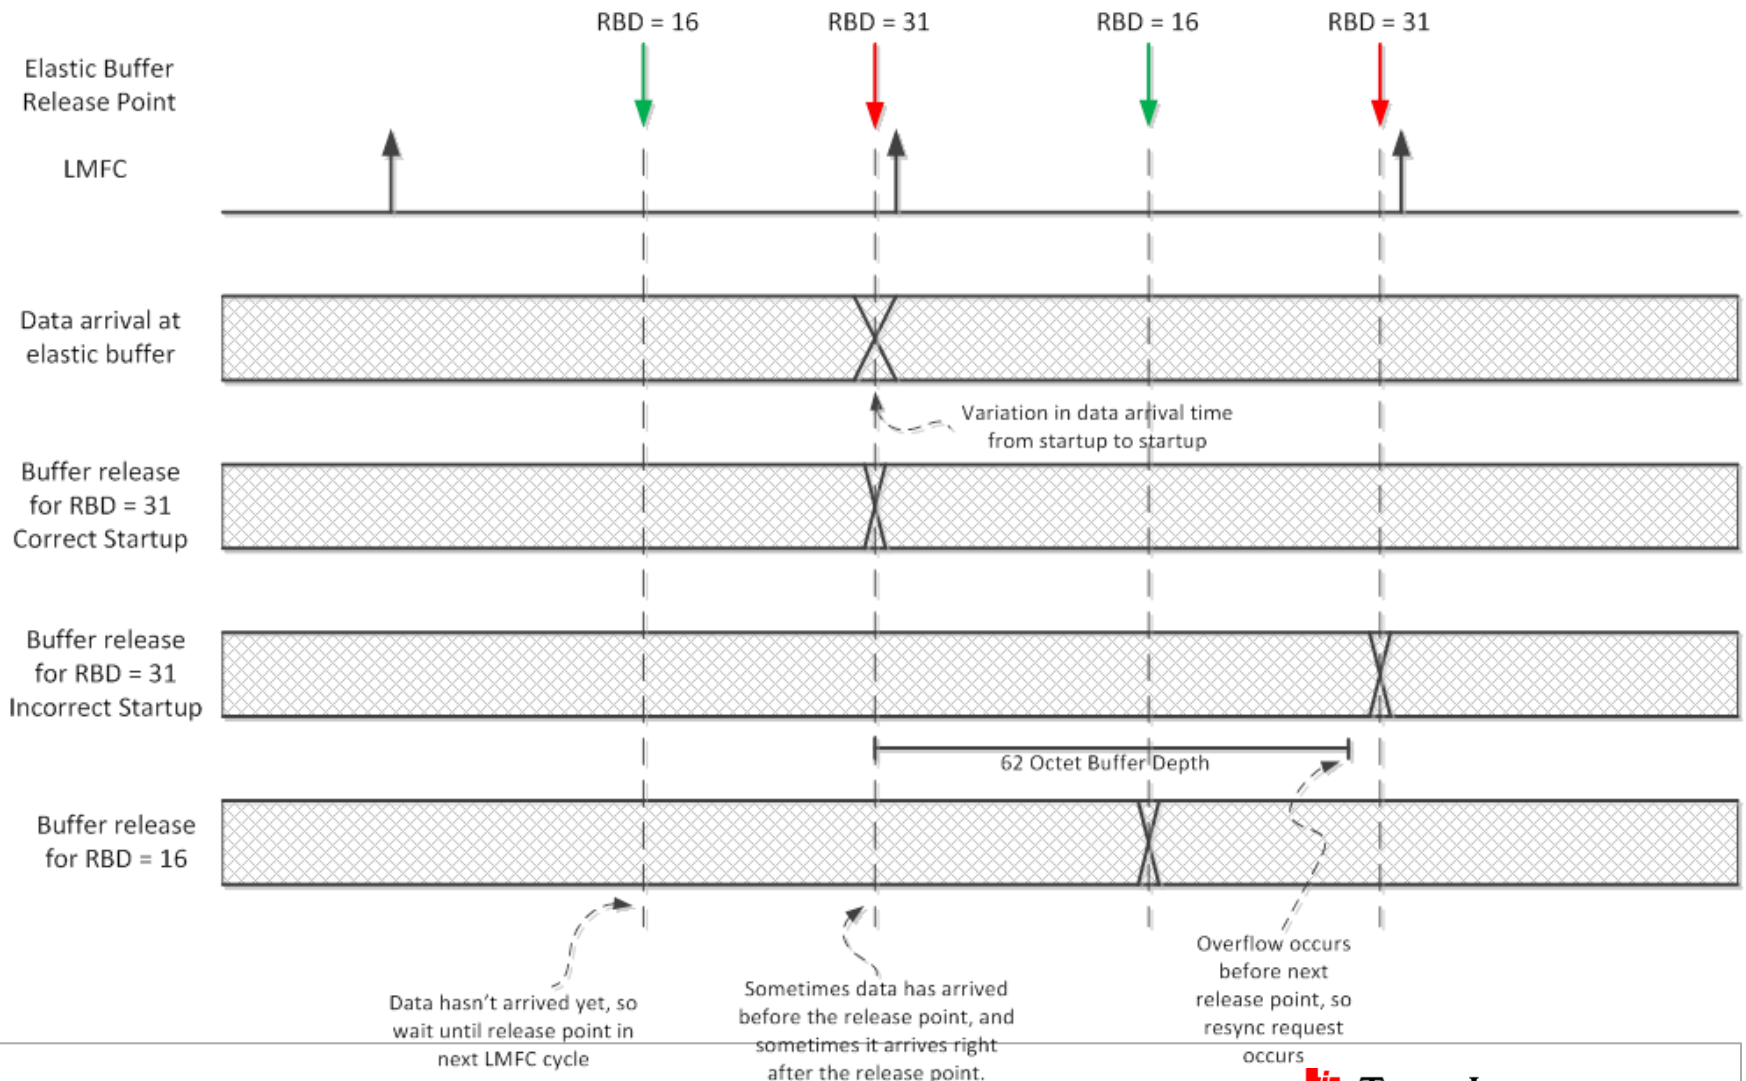 RBD = 16
RBD = 31
RBD = 16
RBD = 31
Elastic Buffer
Release Point
LMFC
Data arrival at
elastic buffer
Variation in data arrival time
from startup to startup
Buffer release
for RBD = 31
Correct Startup
Buffer release
for RBD = 31
Incorrect Startup
62 Octet Buffer Depth
Buffer release
for RBD = 16
Data hasn't arrived yet, so
wait until release point in
next LMFC cycle
Sometimes data has arrived
before the release point, and
sometimes it arrives right
after the release point.
Overflow occurs
before next
release point, so
resync request
occurs